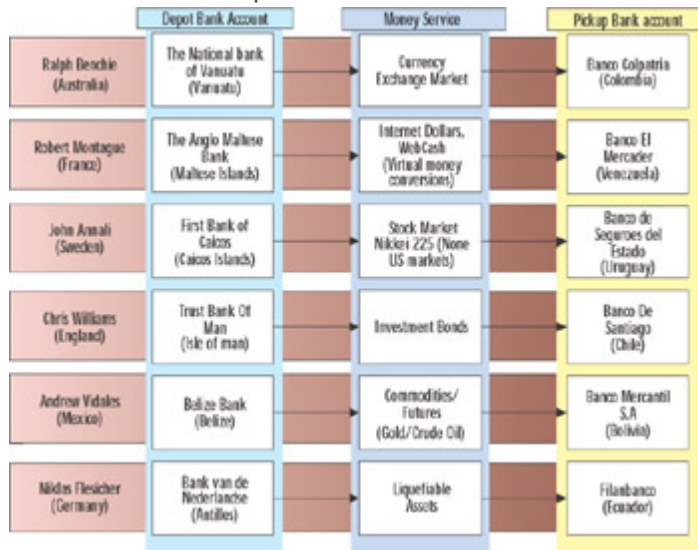 Depot Bank Account
Money Service
Pickup Bank account
Ralph Benchie
(Australia)
The National bank
of Vanuatu
(Vanuatu)
Currency
Exchange Market
Banco Colpatria
(Colombia)
Robert Montague
(France)
The Anglo Maltese
Bank
(Maltese Islands)
Internet Dollars,
WebCash
(Virtual money
conversions)
Banco El
Mercader
(Venezuela)
John Annali
(Sweden)
First Bank of
Caicos
(Caicos Islands)
Stock Market
Nikkei 225 (None
US markets)
Banco de
Seguroes del
Estado
(Uruguay)
Chris Williams
(England)
Trust Bank Of
Man
(Isle of man)
Investment Bonds
Banco De
Santiago
(Chile)
Andrew Vidales
(Mexico)
Belize Bank
(Belize)
Commodities/
Futures
(Gold/Crude Oil)
Banco Mercantil
S.A
(Bolivia)
Niklas Flesicher
(Germany)
Bank van de
Nederlandse
(Antilles)
Liquefiable
Assets
Filanbanco
(Ecuador)